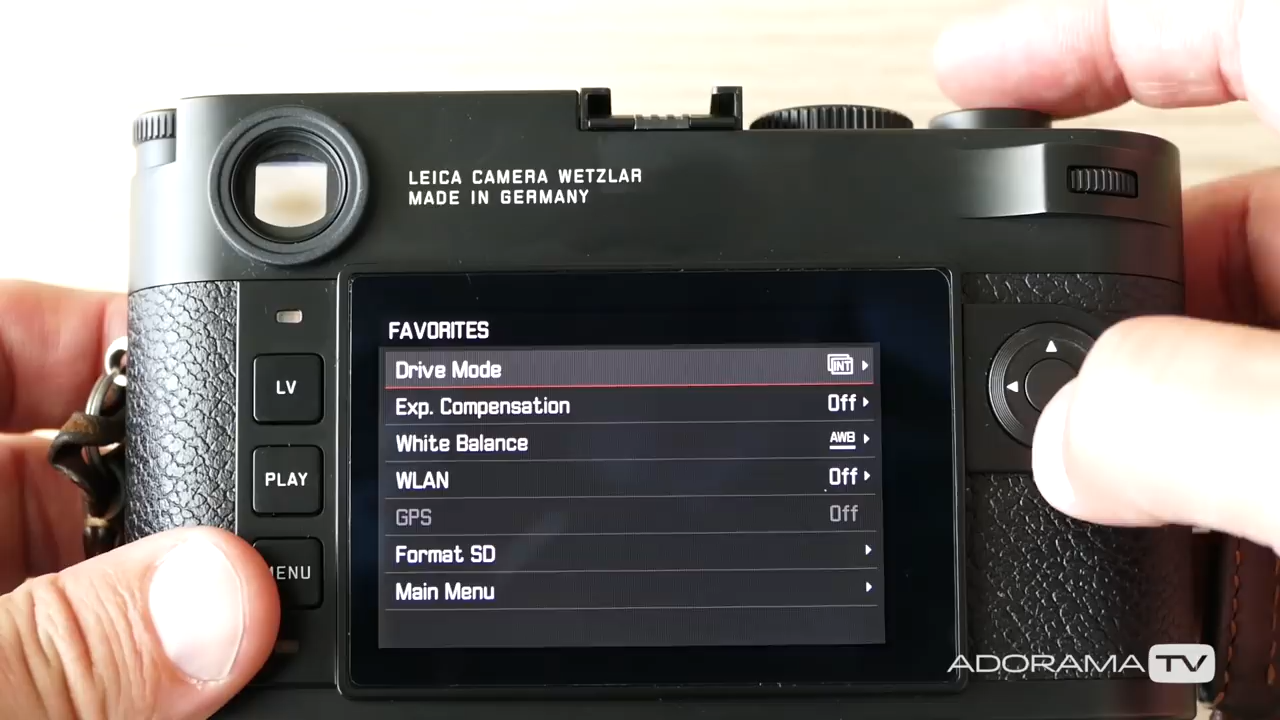 LEICA CAMERA WETZLAR
MADE IN GERMANY
FAVORITES
Drive Mode INT
Exp. Compensation Off
White Balance AWB
WLAN Off
GPS Off
Format SD
Main Menu
LV
PLAY
MENU
ADORAMA TV